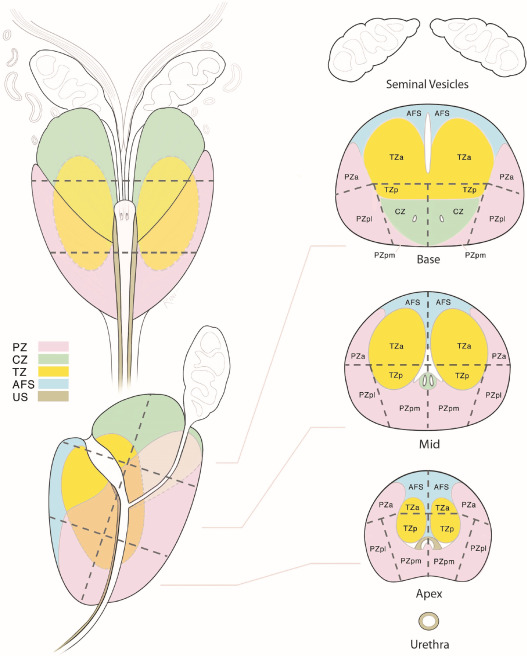 Seminal Vesicles
AFS AFS
TZa TZa
PZa PZa
TZp TZp
CZ CZ
PZpl PZpl
PZpm PZpm
Base
AFS AFS
TZa TZa
PZa PZa
TZp TZp
PZpl PZpl
PZpm PZpm
Mid
AFS AFS
TZa TZa
PZa PZa
TZp TZp
PZpl PZpl
PZpm PZpm
Apex
Urethra
PZ
CZ
TZ
AFS
US